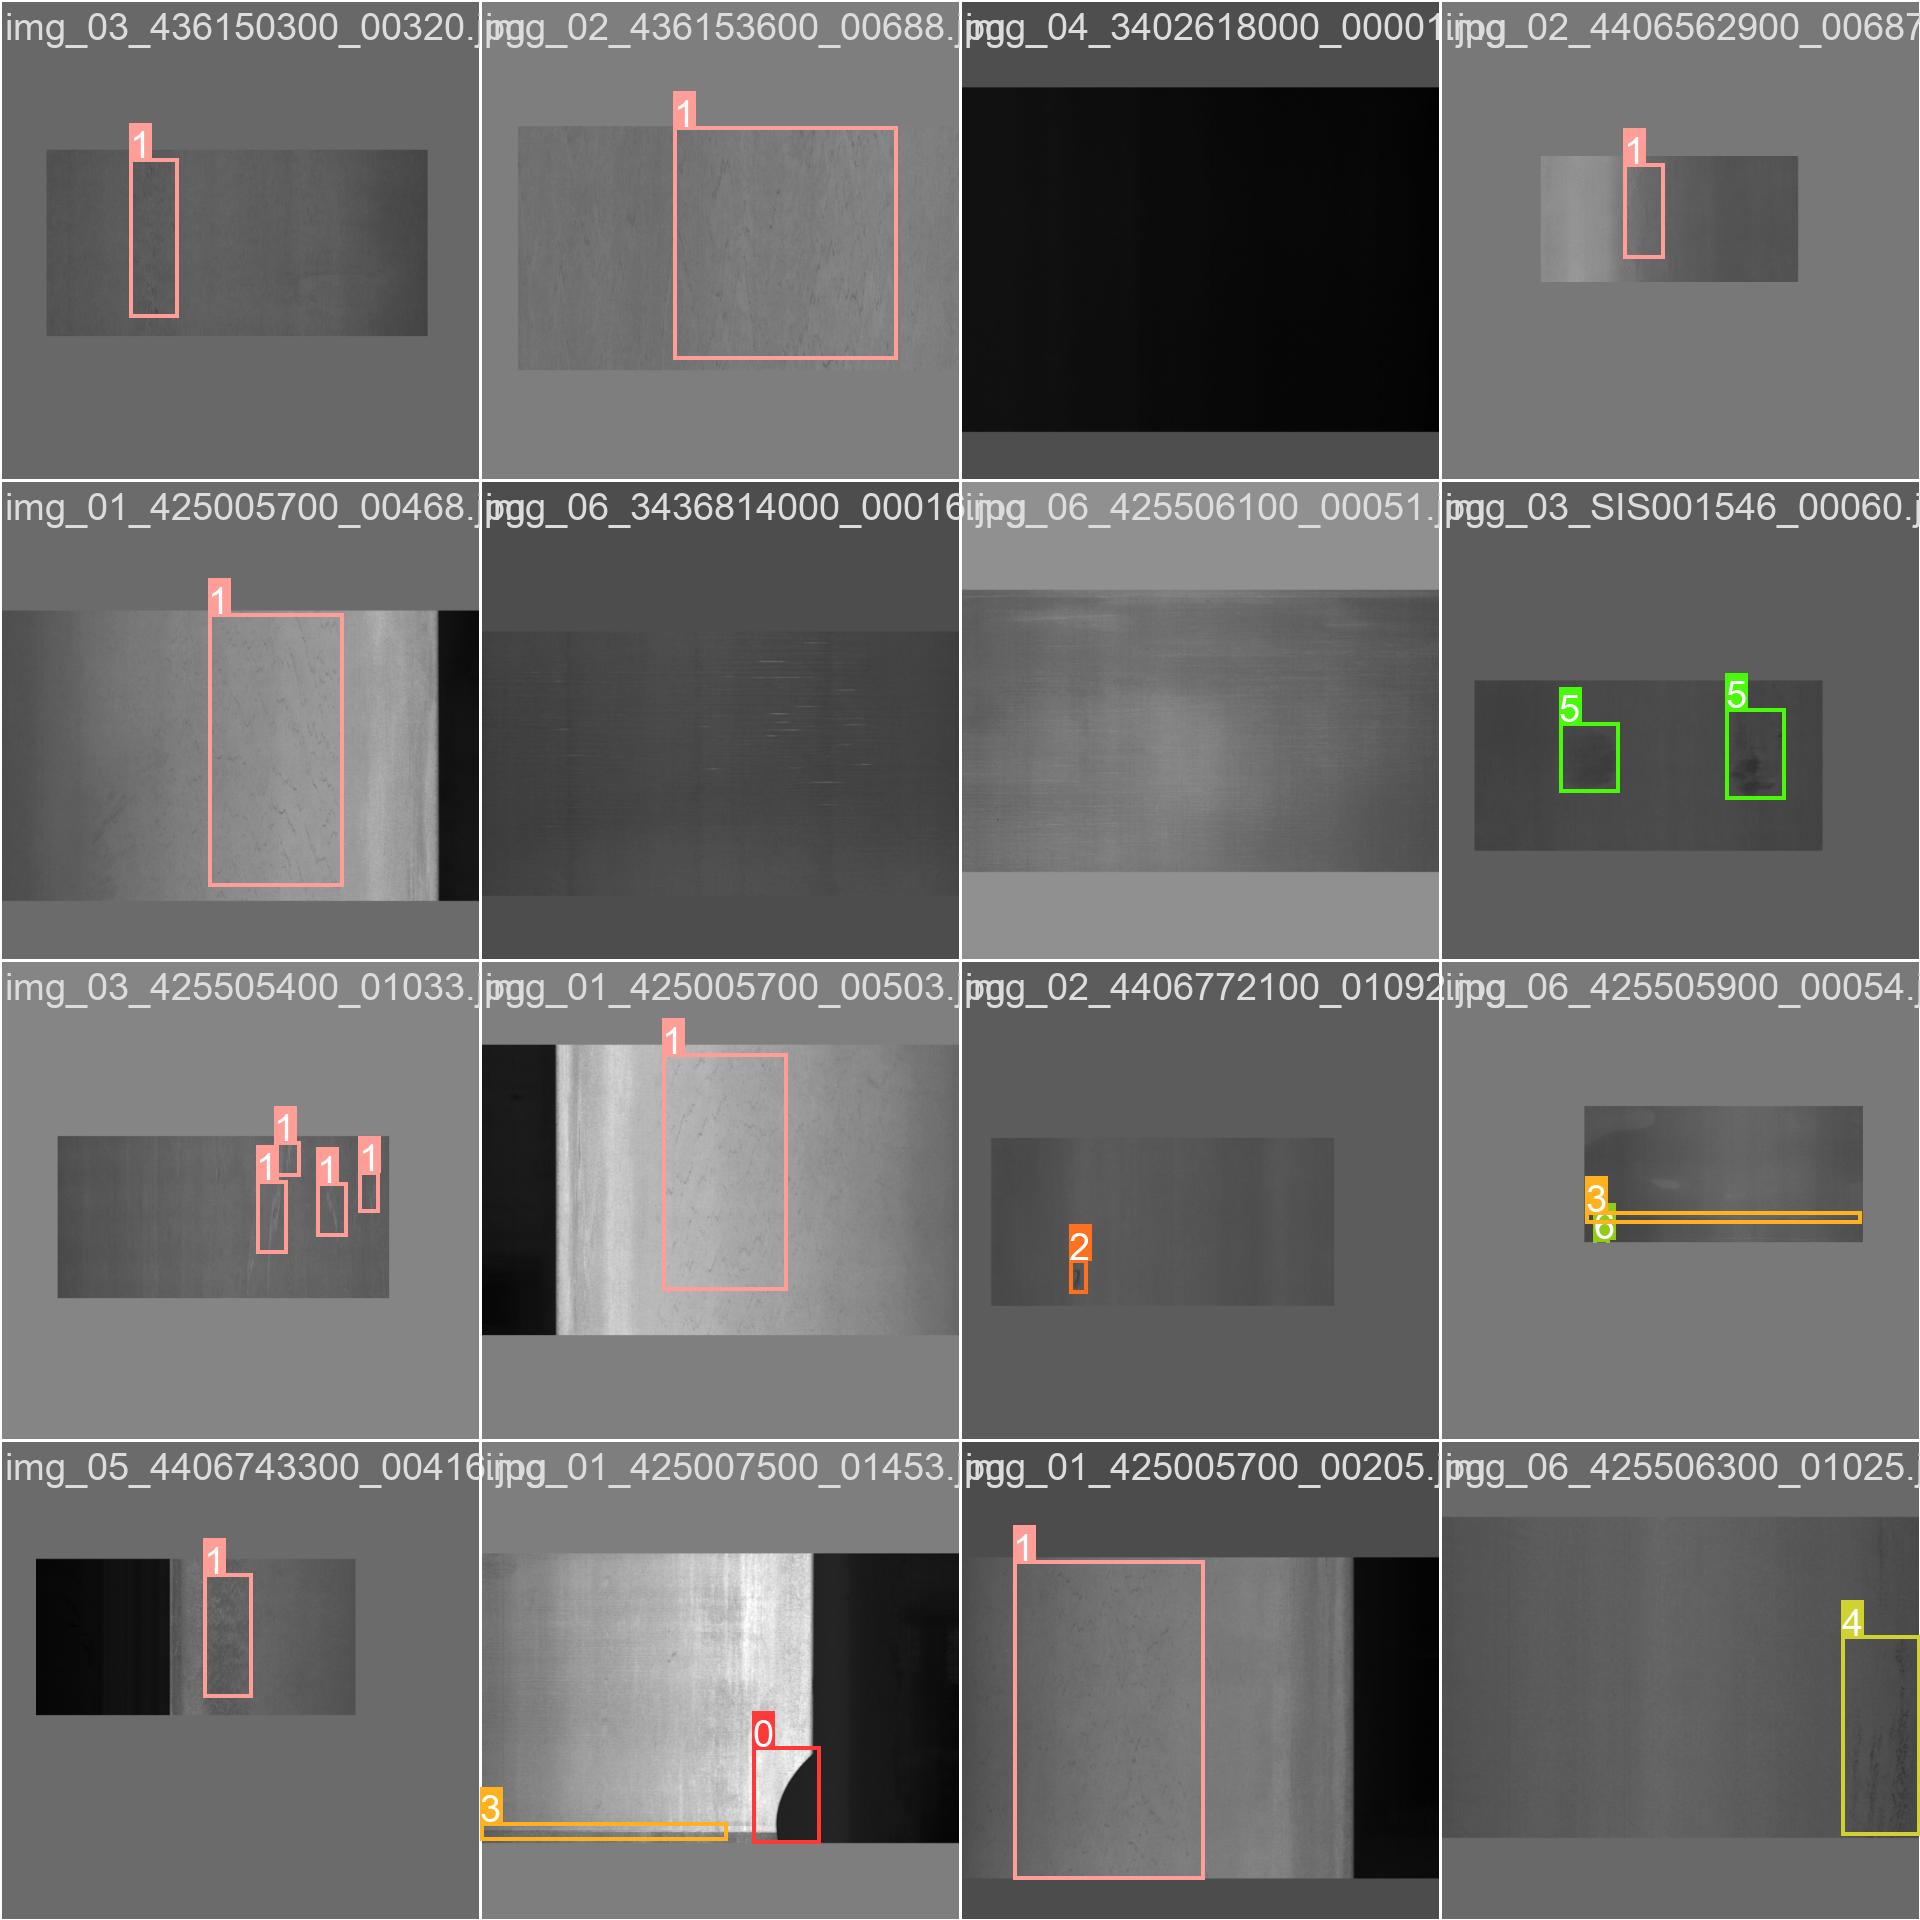 img_03_436150300_00320.jpg
img_02_436153600_00688.jpg
img_04_3402618000_00001.jpg
img_02_4406562900_00687
1
1
1
img_01_425005700_00468.jpg
img_06_3436814000_00016.jpg
img_06_425506100_00051.jpg
img_03_SIS001546_00060.j
1
5
5
img_03_425505400_01033.jpg
img_01_425005700_00503.jpg
img_02_4406772100_01092.jpg
img_06_425505900_00054.j
1
1
1
1
1
2
3
6
img_05_4406743300_00416.jpg
img_01_425007500_01453.jpg
img_01_425005700_00205.jpg
img_06_425506300_01025.j
1
3
0
1
4